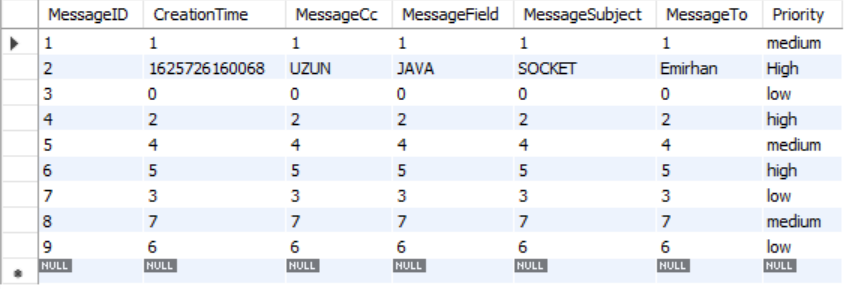 MessageID CreationTime MessageCc MessageField MessageSubject MessageTo Priority
1 1 1 1 1 1 medium
2 1625726160068 UZUN JAVA SOCKET Emirhan High
3 0 0 0 0 0 low
4 2 2 2 2 2 high
5 4 4 4 4 4 medium
6 5 5 5 5 5 high
7 3 3 3 3 3 low
8 7 7 7 7 7 medium
9 6 6 6 6 6 low
NULL NULL NULL NULL NULL NULL NULL